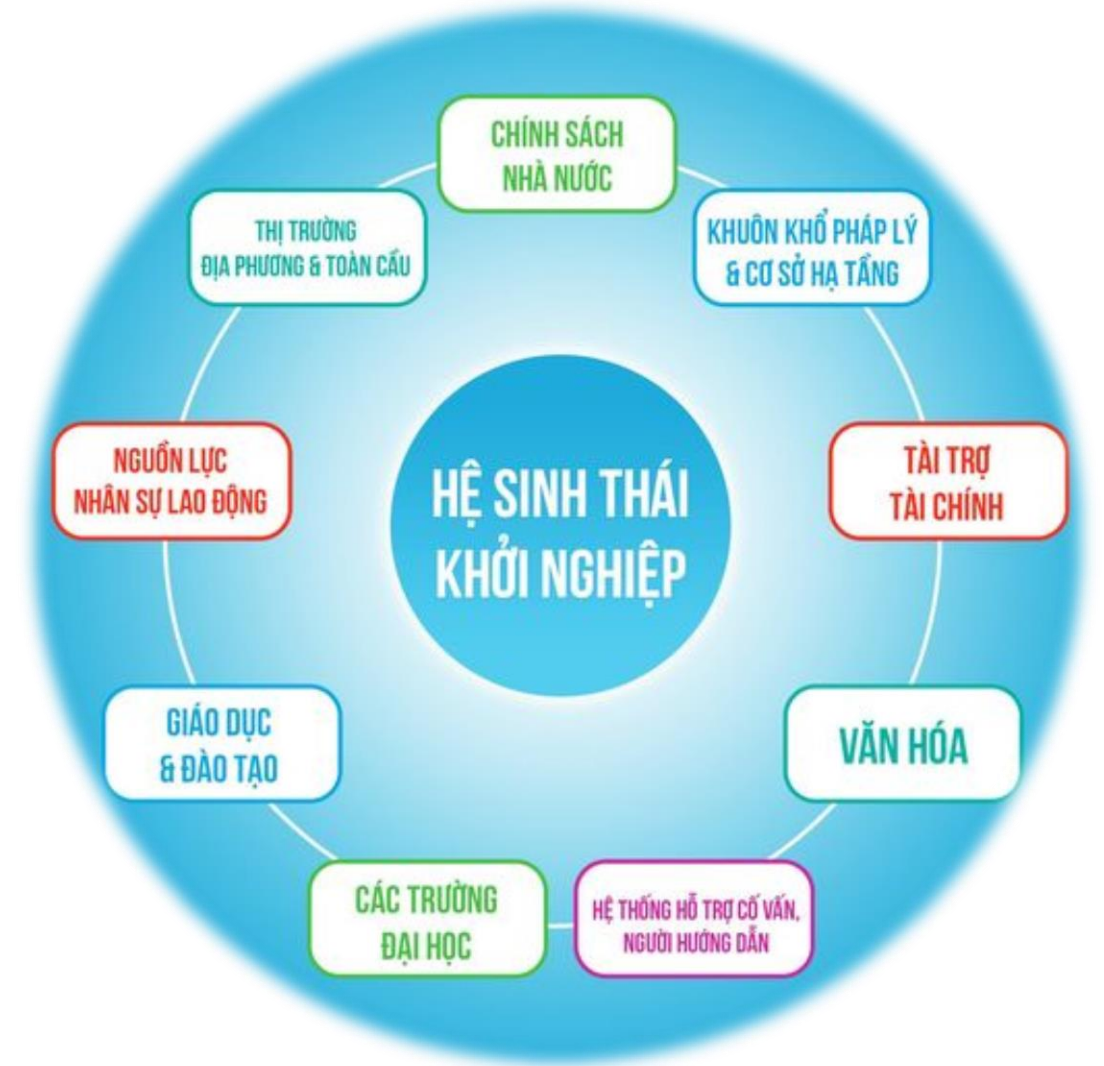 CHÍNH SÁCH
NHÀ NƯỚC
KHUÔN KHỔ PHÁP LÝ
& CƠ SỞ HẠ TẦNG
TÀI TRỢ
TÀI CHÍNH
VĂN HÓA
HỆ THỐNG HỖ TRỢ CỐ VẤN,
NGƯỜI HƯỚNG DẪN
CÁC TRƯỜNG
ĐẠI HỌC
GIÁO DỤC
& ĐÀO TẠO
NGUỒN LỰC
NHÂN SỰ LAO ĐỘNG
THỊ TRƯỜNG
ĐỊA PHƯƠNG & TOÀN CẦU
HỆ SINH THÁI
KHỞI NGHIỆP